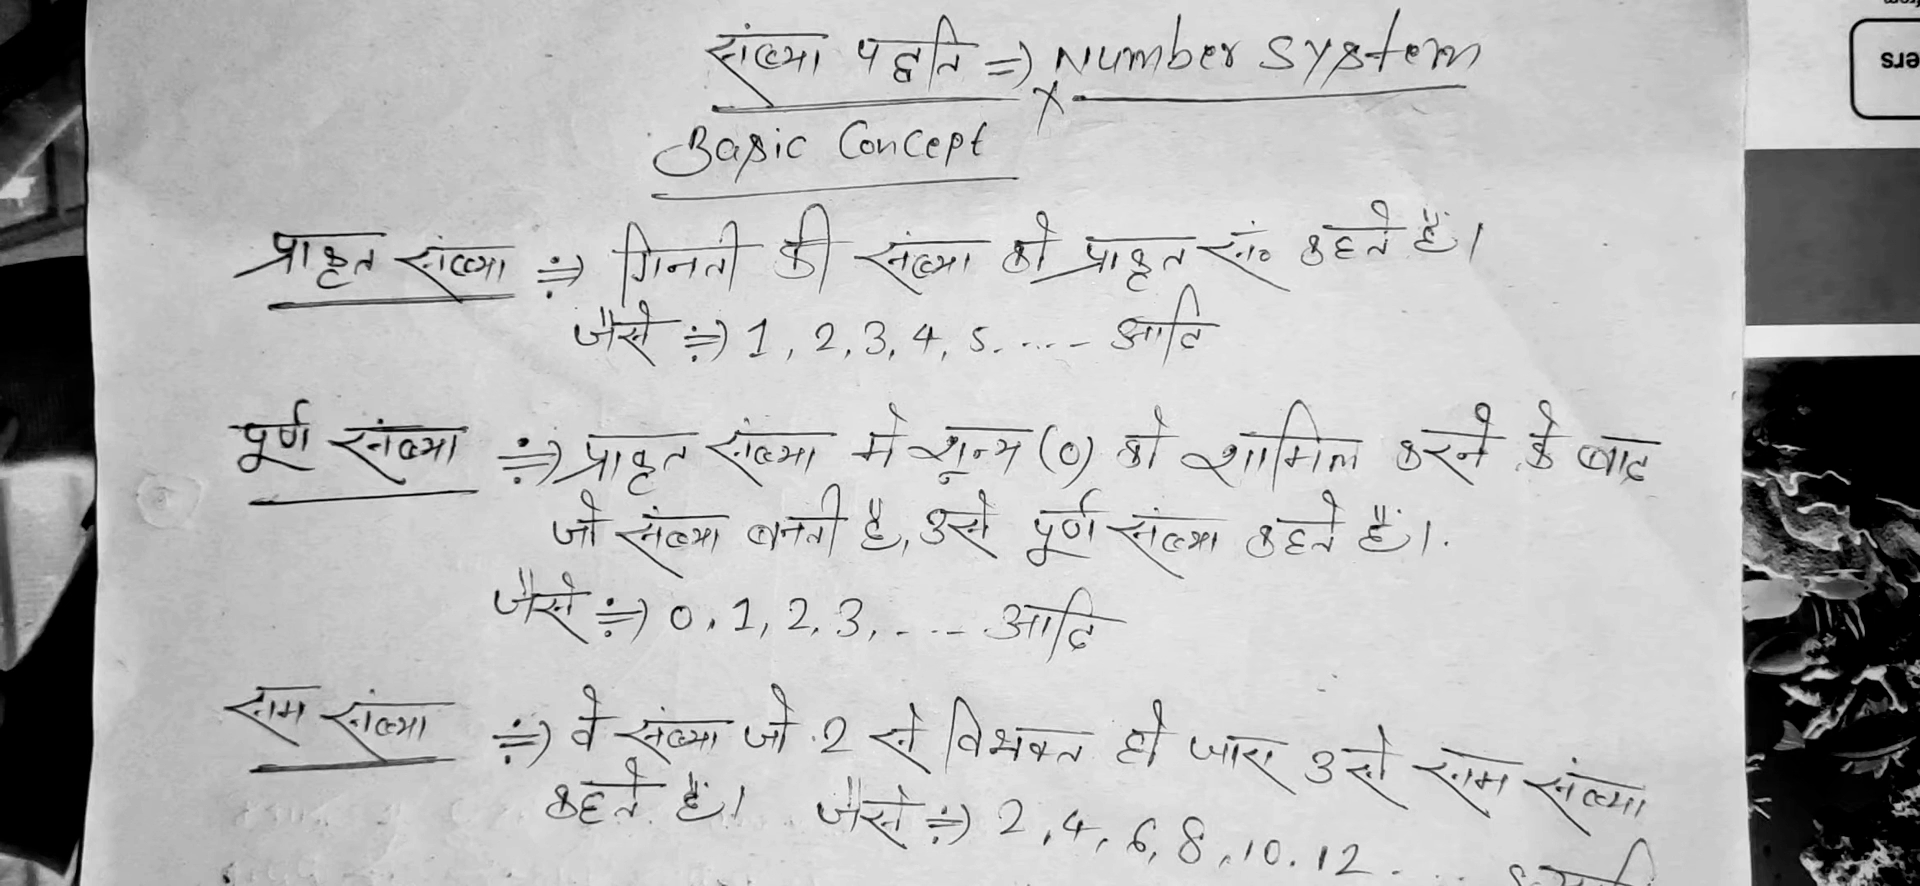 संख्या पद्धति ⇒ Number System
Basic Concept
प्राकृत संख्या ⇒ गिनती की संख्या को प्राकृत सं० कहते हैं।
जैसे ⇒ 1, 2, 3, 4, 5. ... - आदि
पूर्ण संख्या ⇒ प्राकृत संख्या मे शून्य (0) को शामिल करने के बाद
जो संख्या बनती है, उसे पूर्ण संख्या कहते हैं।
जैसे ⇒ 0, 1, 2, 3, - ... - आदि
सम संख्या ⇒ वे संख्या जो 2 से विभक्त हो जाए उसे सम संख्या
कहते हैं। जैसे ⇒ 2, 4, 6, 8, 10. 12. . .
ers